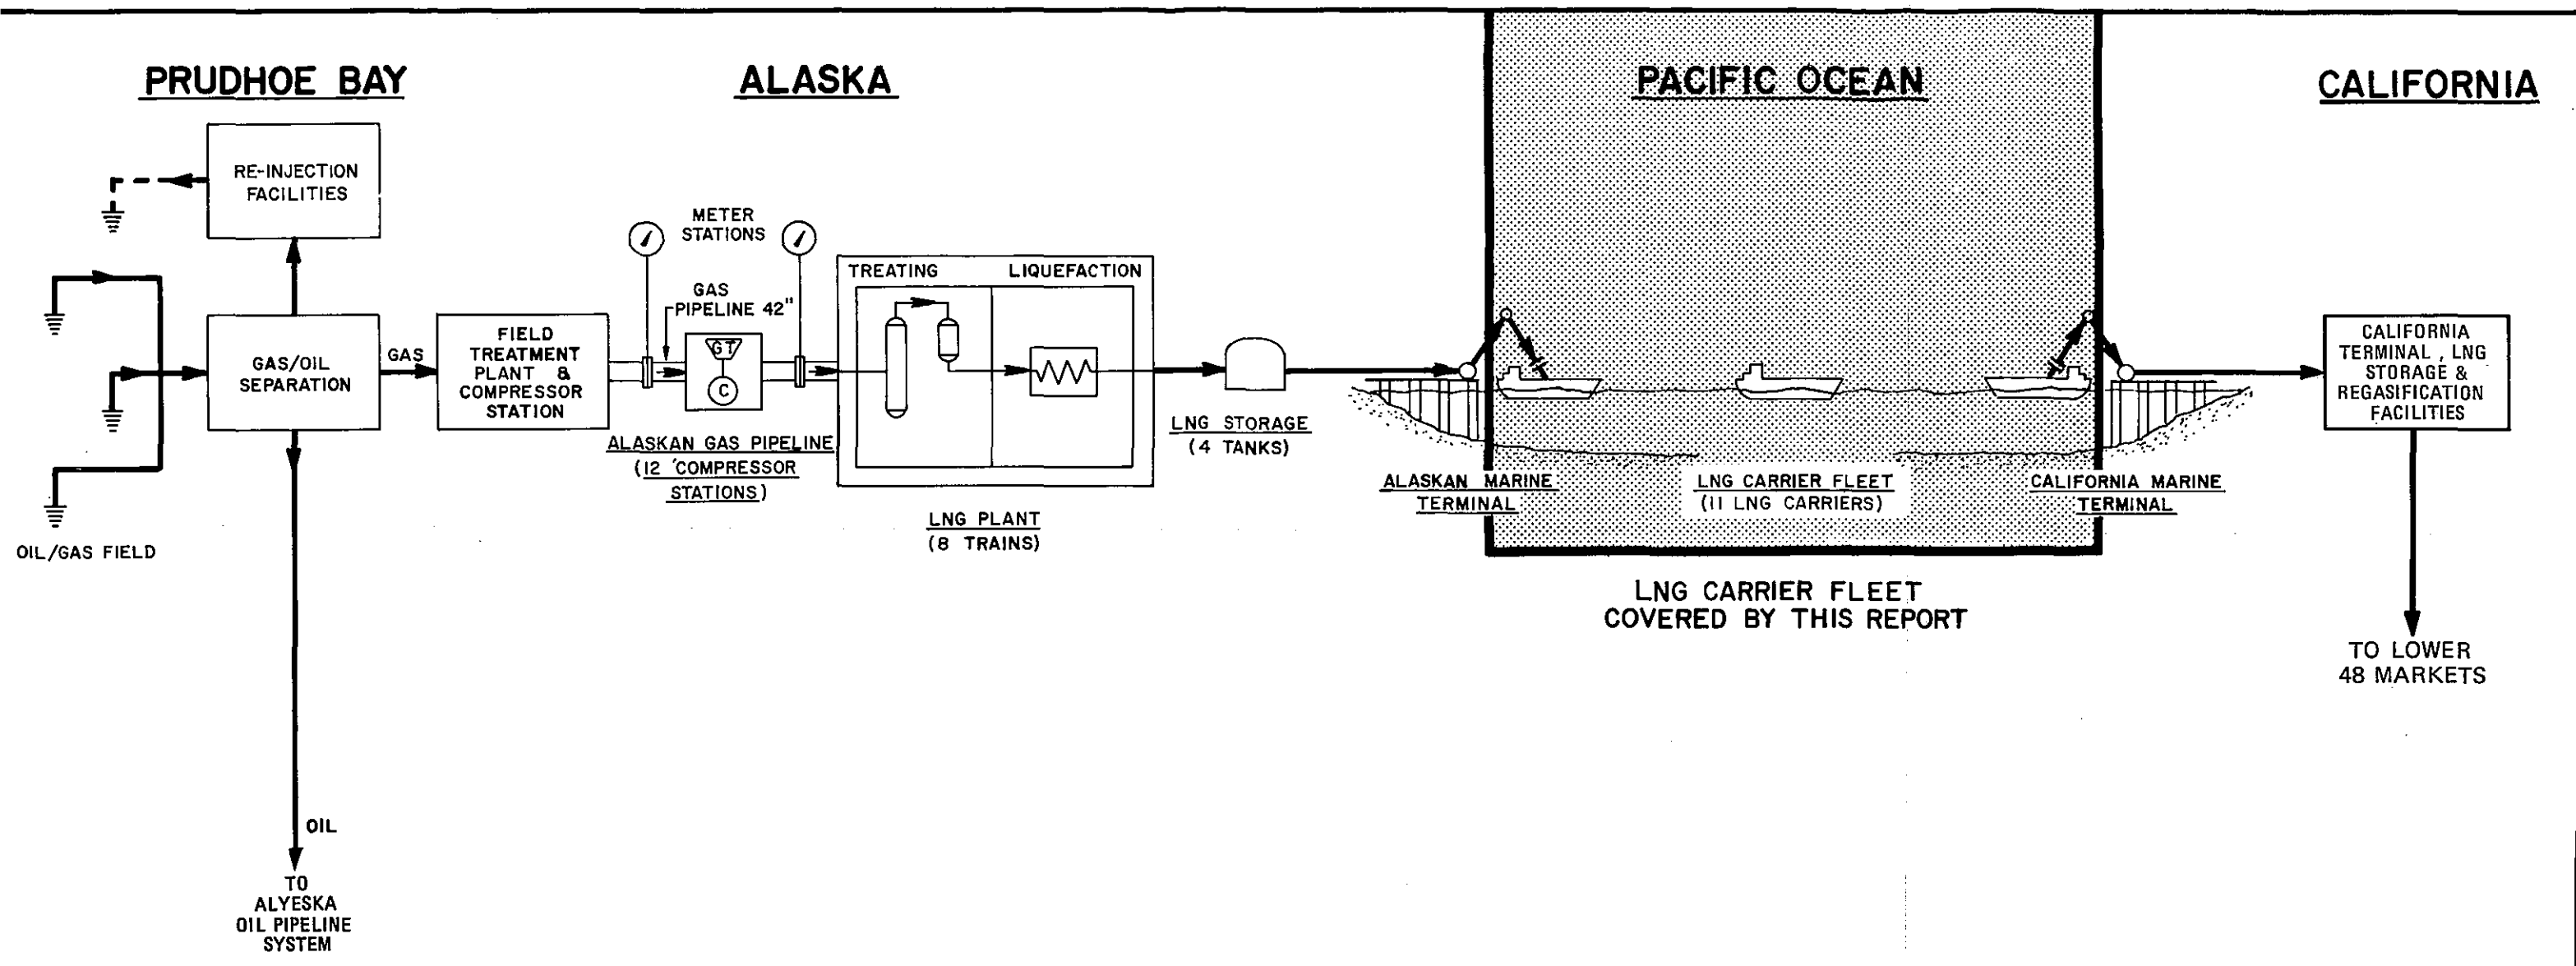 PRUDHOE BAY
ALASKA
PACIFIC OCEAN
CALIFORNIA
RE-INJECTION
FACILITIES
METER
STATIONS
GAS
PIPELINE 42"
TREATING
LIQUEFACTION
GAS/OIL
SEPARATION
GAS
FIELD
TREATMENT
PLANT &
COMPRESSOR
STATION
GT
C
ALASKAN GAS PIPELINE
(12 COMPRESSOR
STATIONS)
LNG PLANT
(8 TRAINS)
LNG STORAGE
(4 TANKS)
ALASKAN MARINE
TERMINAL
LNG CARRIER FLEET
(11 LNG CARRIERS)
CALIFORNIA MARINE
TERMINAL
CALIFORNIA
TERMINAL, LNG
STORAGE &
REGASIFICATION
FACILITIES
OIL/GAS FIELD
LNG CARRIER FLEET
COVERED BY THIS REPORT
TO LOWER
48 MARKETS
OIL
TO
ALYESKA
OIL PIPELINE
SYSTEM